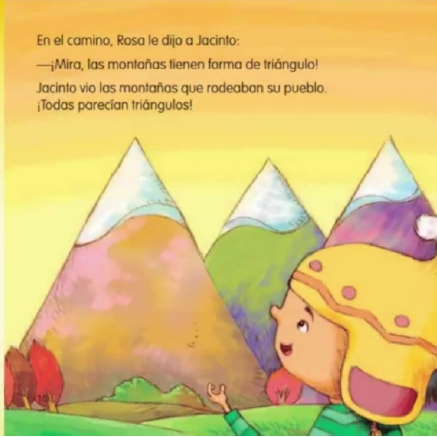 En el camino, Rosa le dijo a Jacinto:
—¡Mira, las montañas tienen forma de triángulo!
Jacinto vio las montañas que rodeaban su pueblo.
¡Todas parecían triángulos!